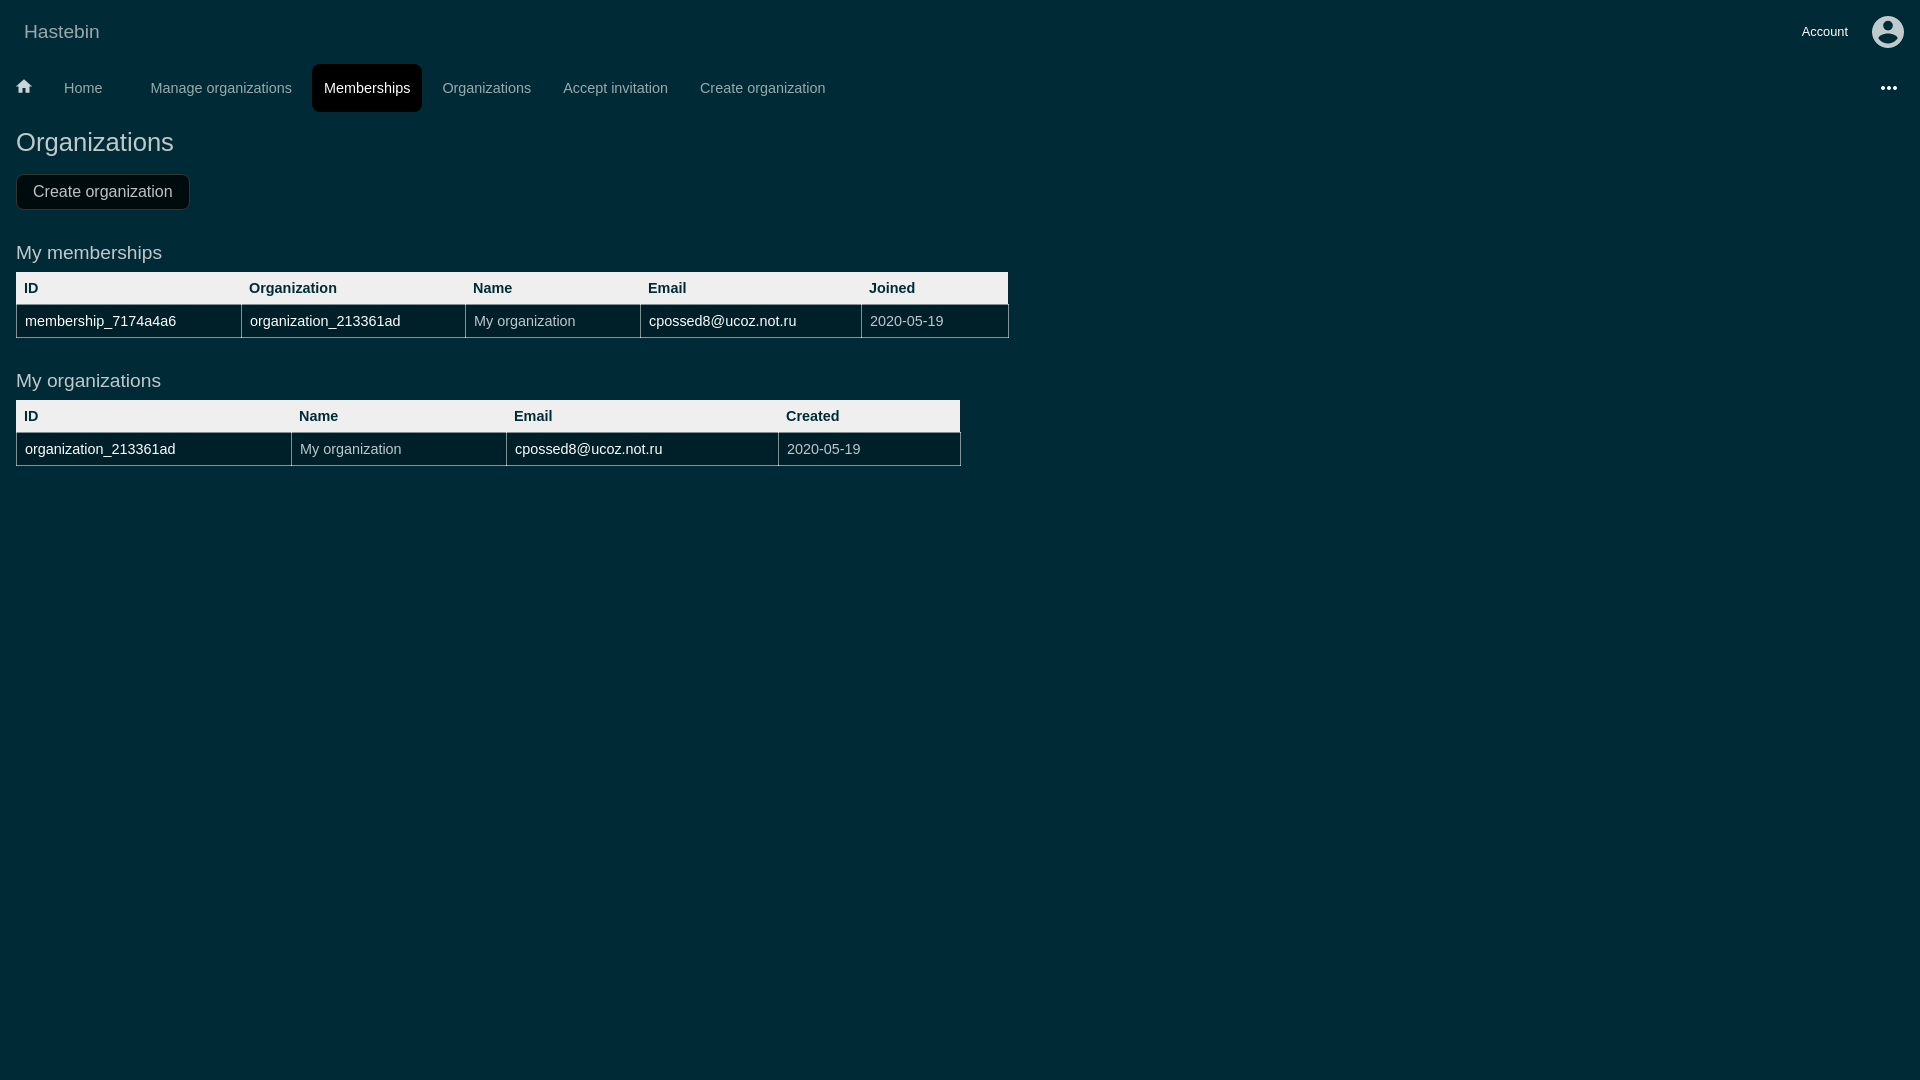 Hastebin
Account
Home
Manage organizations
Memberships
Organizations
Accept invitation
Create organization
Organizations
Create organization
My memberships
ID Organization Name Email Joined
membership_7174a4a6 organization_213361ad My organization cpossed8@ucoz.not.ru 2020-05-19
My organizations
ID Name Email Created
organization_213361ad My organization cpossed8@ucoz.not.ru 2020-05-19